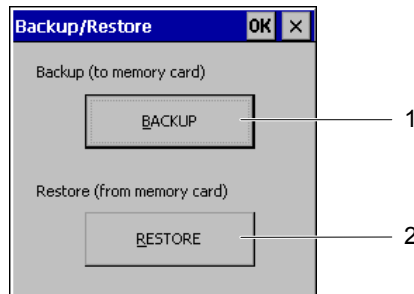 Backup/Restore OK ×
Backup (to memory card)
BACKUP
1
Restore (from memory card)
RESTORE
2